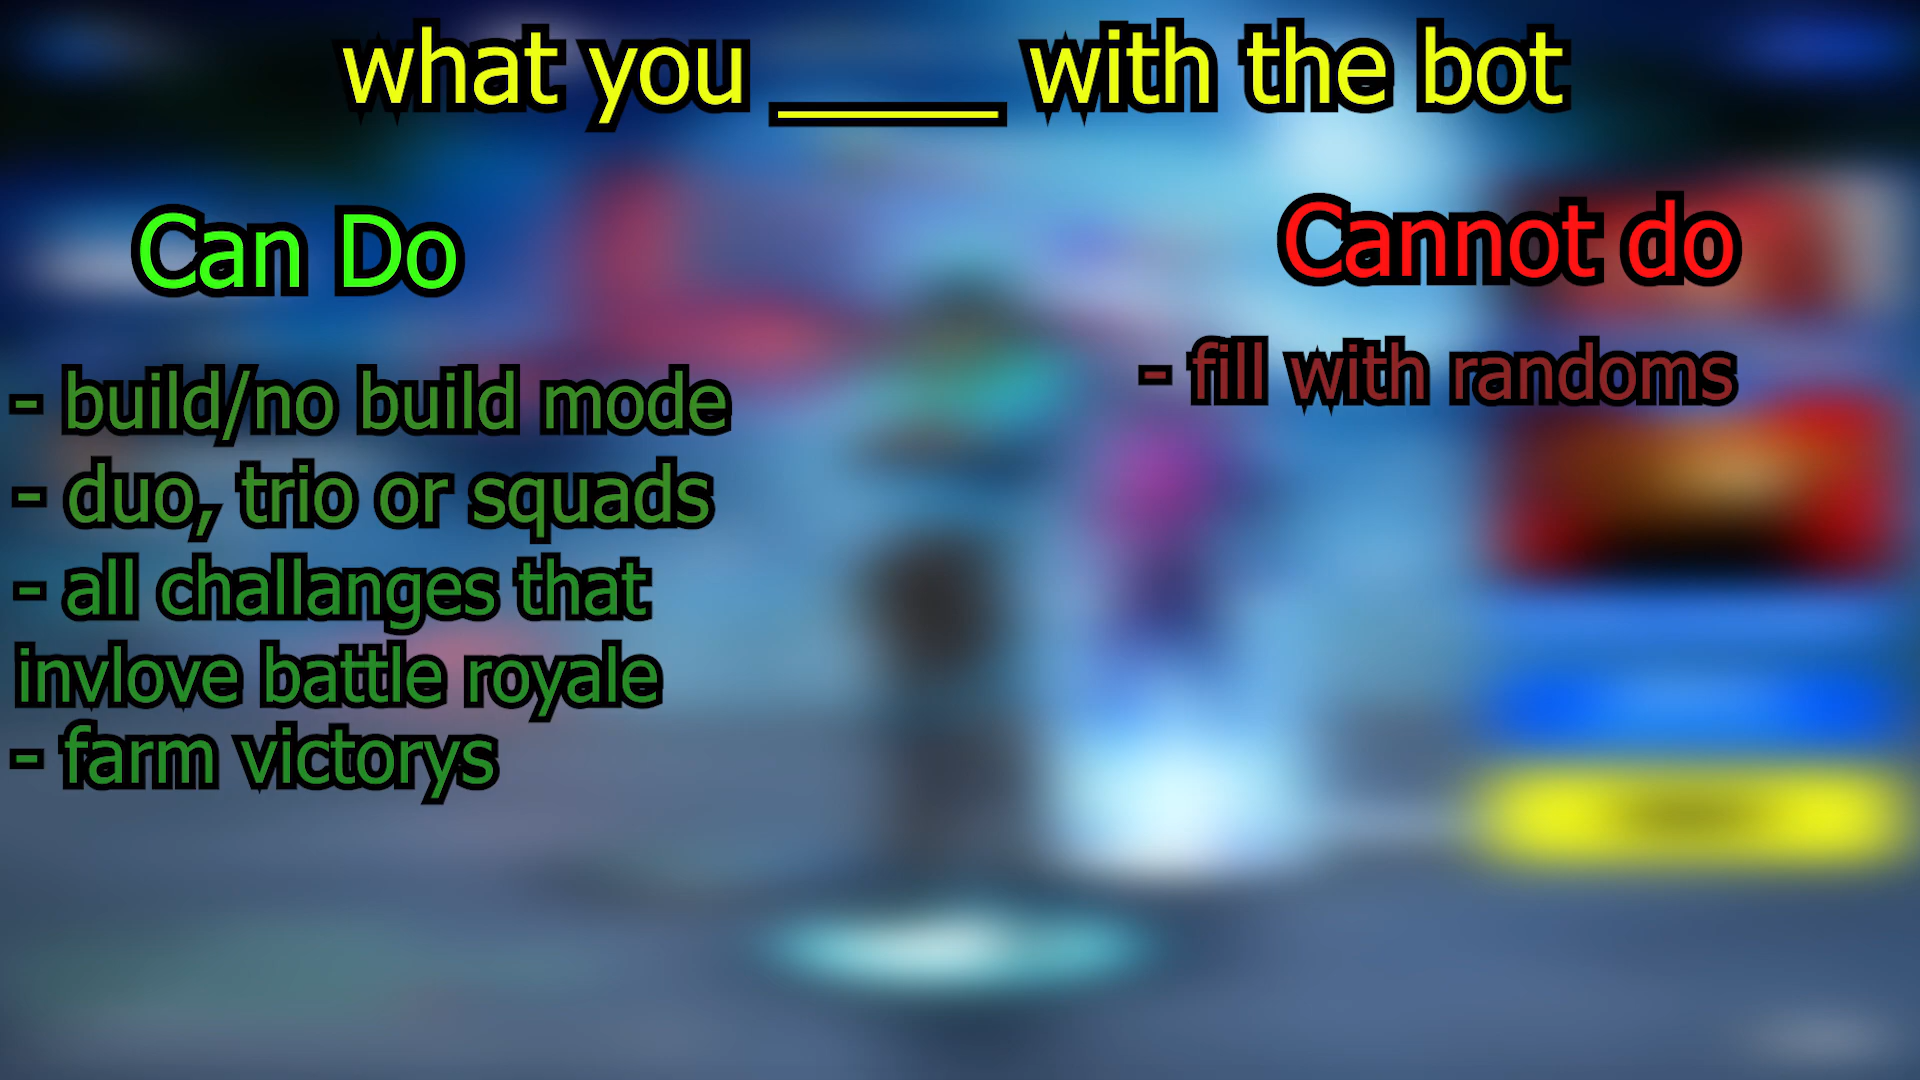 what you ____ with the bot
Can Do
- build/no build mode
- duo, trio or squads
- all challanges that
invlove battle royale
- farm victorys
Cannot do
- fill with randoms